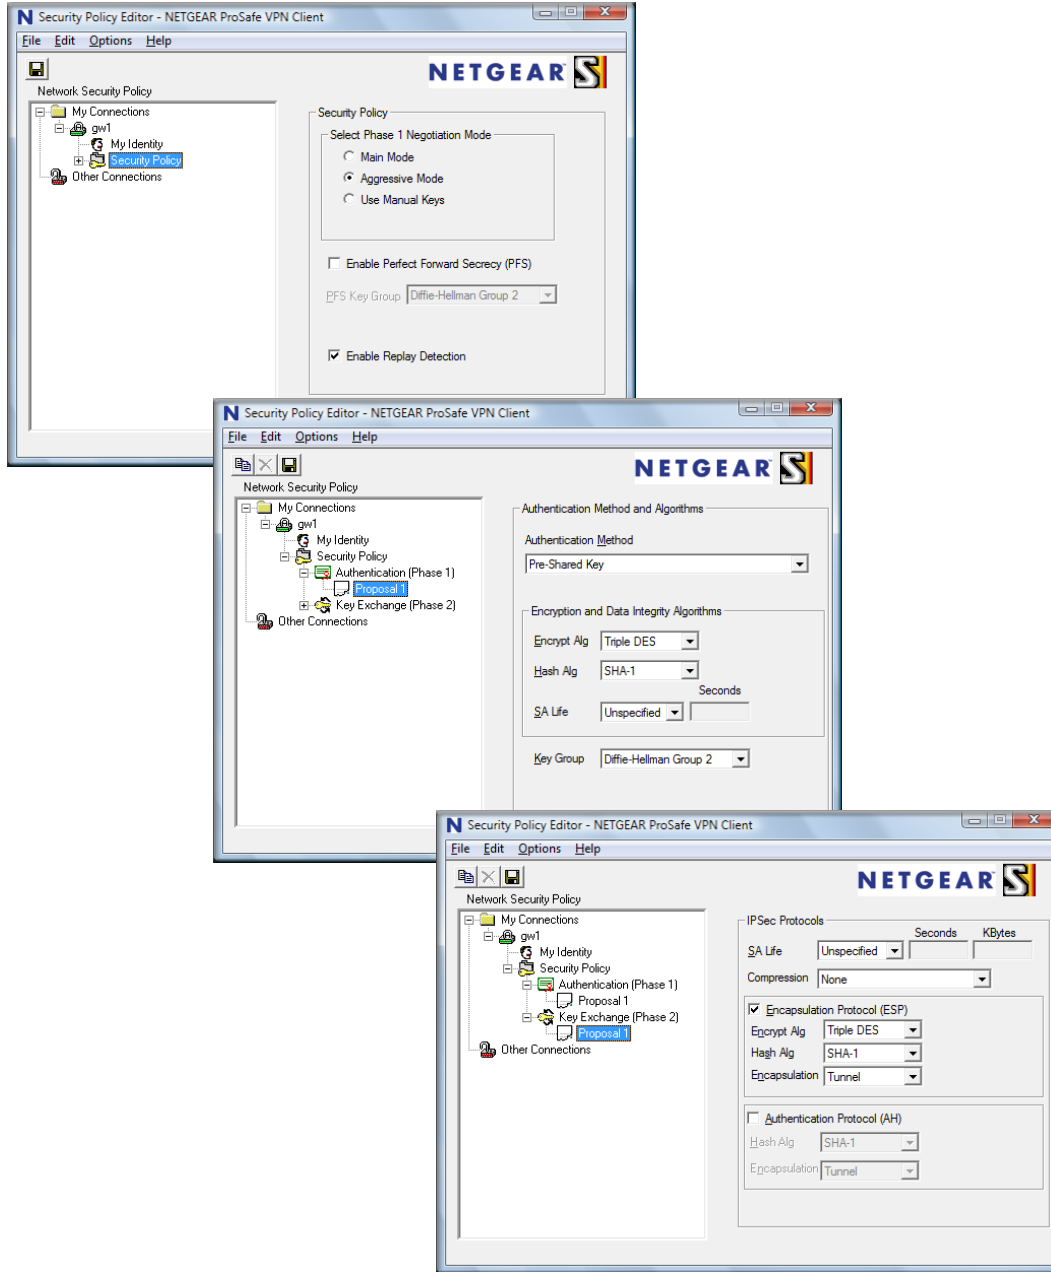 N Security Policy Editor - NETGEAR ProSafe VPN Client
File Edit Options Help
NETGEAR
Network Security Policy
My Connections
gw1
My Identity
Security Policy
Other Connections
Security Policy
Select Phase 1 Negotiation Mode
Main Mode
Aggressive Mode
Use Manual Keys
Enable Perfect Forward Secrecy (PFS)
PFS Key Group Diffie-Hellman Group 2
Enable Replay Detection
N Security Policy Editor - NETGEAR ProSafe VPN Client
File Edit Options Help
NETGEAR
Network Security Policy
My Connections
gw1
My Identity
Security Policy
Authentication (Phase 1)
Proposal 1
Key Exchange (Phase 2)
Other Connections
Authentication Method and Algorithms
Authentication Method
Pre-Shared Key
Encryption and Data Integrity Algorithms
Encrypt Alg Triple DES
Hash Alg SHA-1
Seconds
SA Life Unspecified
Key Group Diffie-Hellman Group 2
N Security Policy Editor - NETGEAR ProSafe VPN Client
File Edit Options Help
NETGEAR
Network Security Policy
My Connections
gw1
My Identity
Security Policy
Authentication (Phase 1)
Proposal 1
Key Exchange (Phase 2)
Proposal 1
Other Connections
IPSec Protocols
Seconds KBytes
SA Life Unspecified
Compression None
Encapsulation Protocol (ESP)
Encrypt Alg Triple DES
Hash Alg SHA-1
Encapsulation Tunnel
Authentication Protocol (AH)
Hash Alg SHA-1
Encapsulation Tunnel